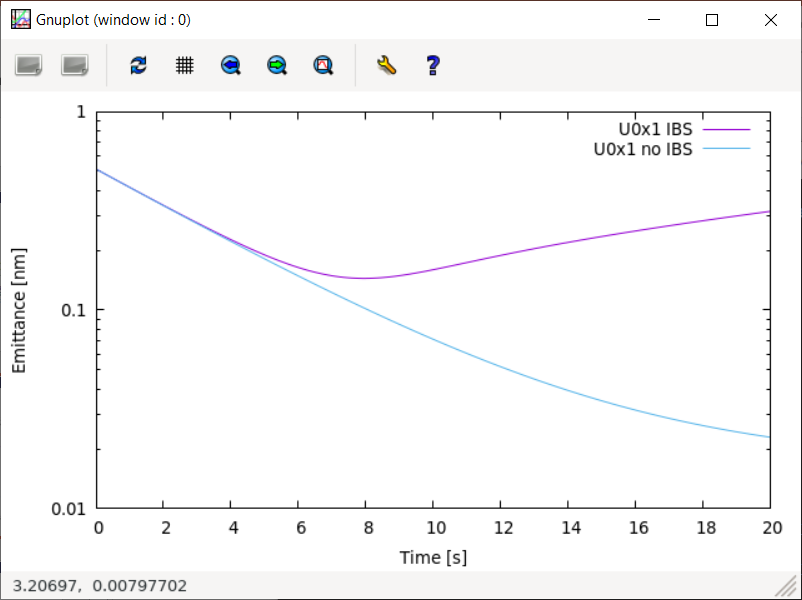 Gnuplot (window id : 0)
?
U0x1 IBS
U0x1 no IBS
Emittance [nm]
1
0.1
0.01
0 2 4 6 8 10 12 14 16 18 20
Time [s]
3.20697, 0.00797702